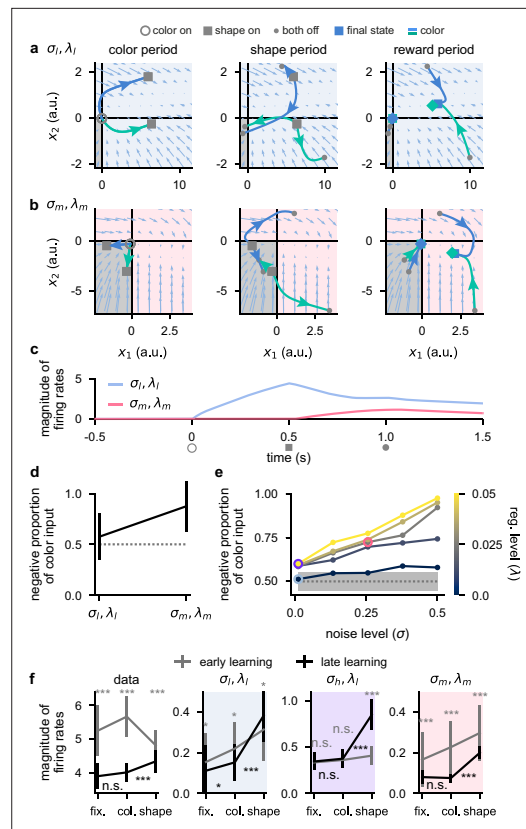 color on shape on both off final state color
a σl, λl color period shape period reward period
2
0
-2
x2 (a.u.)
0 10 0 10 0 10
b σm, λm
0
-5
x2 (a.u.)
0 2.5 0 2.5 0 2.5
x1 (a.u.) x1 (a.u.) x1 (a.u.)
c
magnitude of
firing rates
5
0
σl, λl
σm, λm
-0.5 0 0.5 1.0 1.5
time (s)
d
negative proportion
of color input
1.0
0.5
0.0
σl, λl σm, λm
e
negative proportion
of color input
1.00
0.75
0.50
0.0 0.25 0.5
noise level (σ)
0.05
0.025
0.0
reg. level (λ)
f early learning late learning
data σl, λl σh, λl σm, λm
magnitude of
firing rates
6
5
4
*** *** ***
n.s. ***
fix. col. shape
0.4
0.2
0.0
* * *
* ***
fix. col. shape
1.0
0.5
0.0
n.s. n.s. ***
n.s. ***
fix. col. shape
0.4
0.2
0.0
*** *** ***
n.s. ***
fix. col. shape